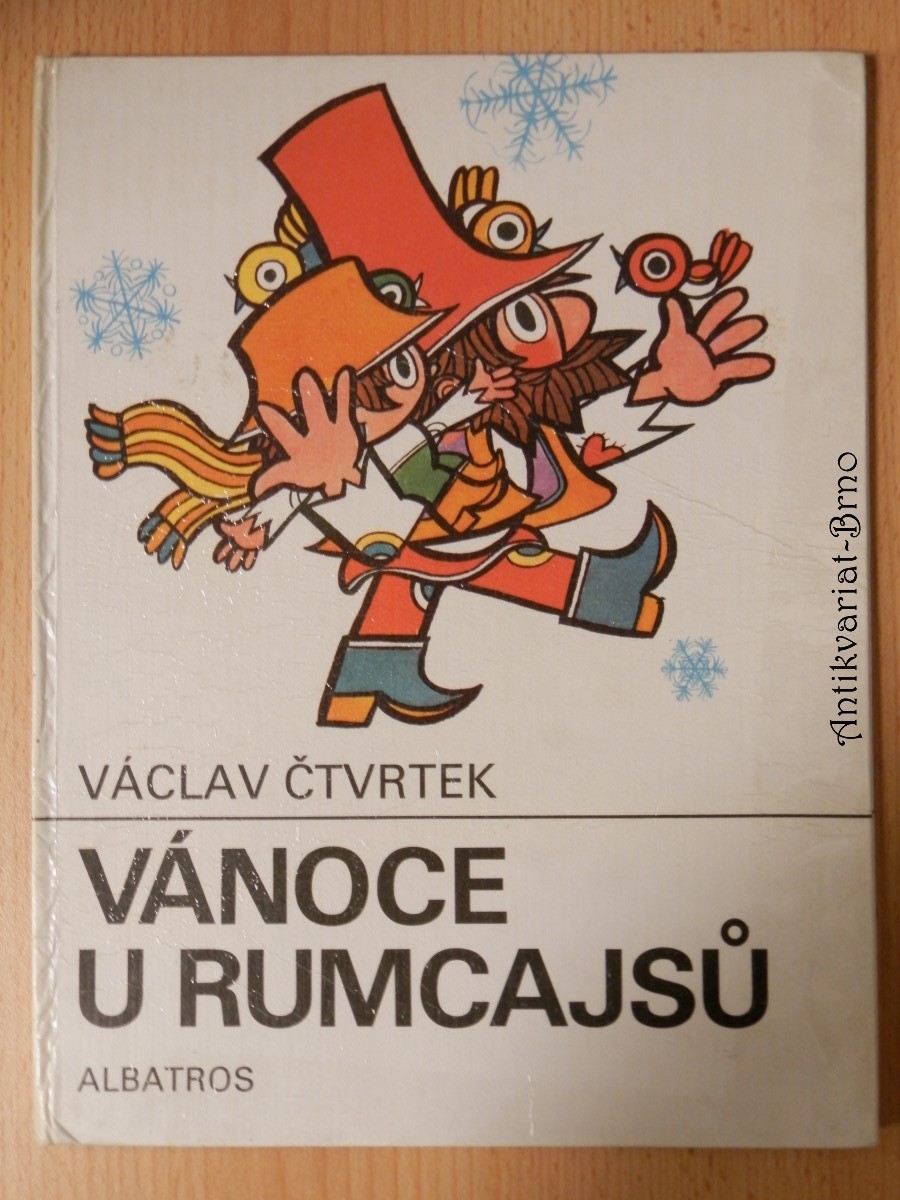 VÁCLAV ČTVRTEK
VÁNOCE
U RUMCAJSŮ
ALBATROS
Antikvariat-Brno